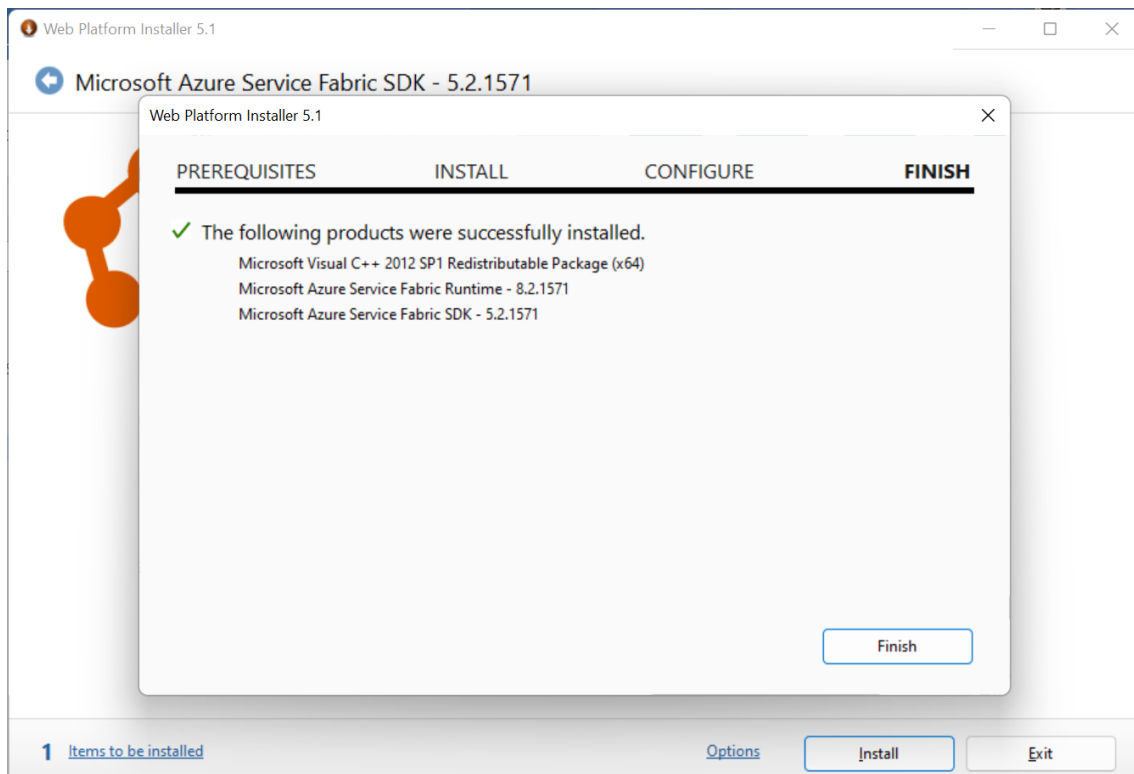 Web Platform Installer 5.1
Microsoft Azure Service Fabric SDK - 5.2.1571
Web Platform Installer 5.1
PREREQUISITES INSTALL CONFIGURE FINISH
The following products were successfully installed.
Microsoft Visual C++ 2012 SP1 Redistributable Package (x64)
Microsoft Azure Service Fabric Runtime - 8.2.1571
Microsoft Azure Service Fabric SDK - 5.2.1571
Finish
1 Items to be installed Options Install Exit